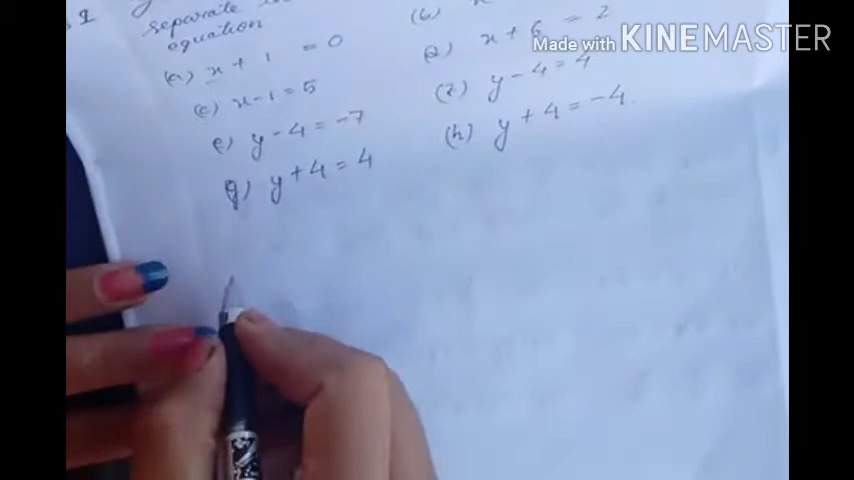 separate
equation
(a) x + 1 = 0
(b) x
(c) x - 1 = 5
(d) x + 6 = 2
e) y - 4 = -7
(f) y - 4 = 4
g) y + 4 = 4
(h) y + 4 = -4.
Made with KINEMASTER